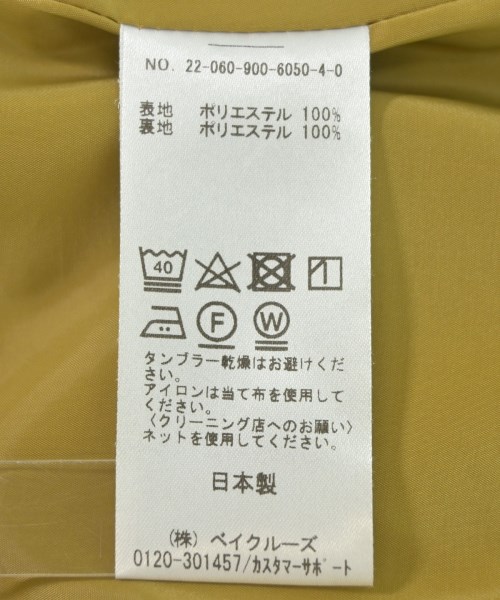 NO. 22-060-900-6050-4-0
表地 ポリエステル 100%
裏地 ポリエステル 100%
40
F W
タンブラー乾燥はお避けくだ
さい。
アイロンは当て布を使用して
ください。
〈クリーニング店へのお願い〉
ネットを使用してください。
日本製
(株) ベイクルーズ
0120-301457/カスタマーサポート